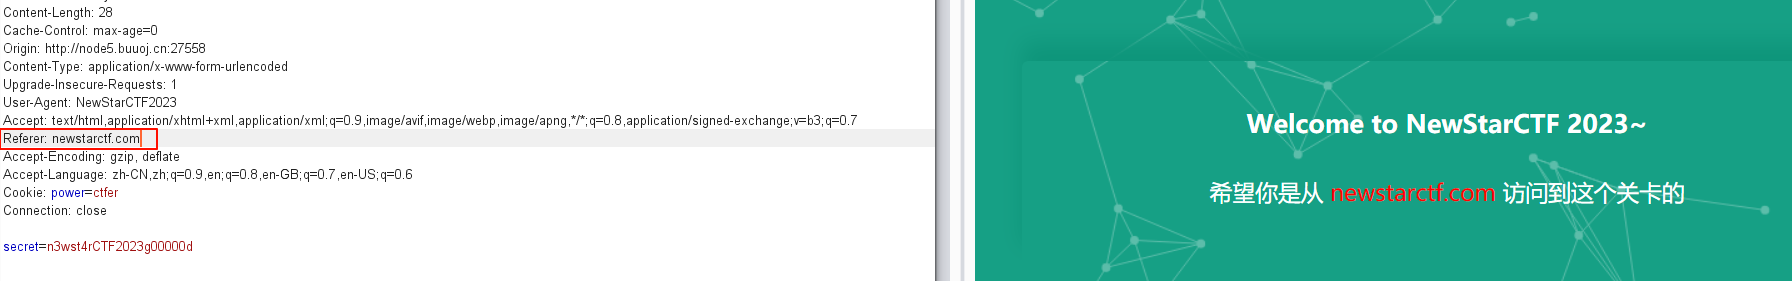 Content-Length: 28
Cache-Control: max-age=0
Origin: http://node5.buuoj.cn:27558
Content-Type: application/x-www-form-urlencoded
Upgrade-Insecure-Requests: 1
User-Agent: NewStarCTF2023
Accept: text/html,application/xhtml+xml,application/xml;q=0.9,image/avif,image/webp,image/apng,*/*;q=0.8,application/signed-exchange;v=b3;q=0.7
Referer: newstarctf.com
Accept-Encoding: gzip, deflate
Accept-Language: zh-CN,zh;q=0.9,en;q=0.8,en-GB;q=0.7,en-US;q=0.6
Cookie: power=ctfer
Connection: close
secret=n3wst4rCTF2023g00000d
Welcome to NewStarCTF 2023~
希望你是从 newstarctf.com 访问到这个关卡的